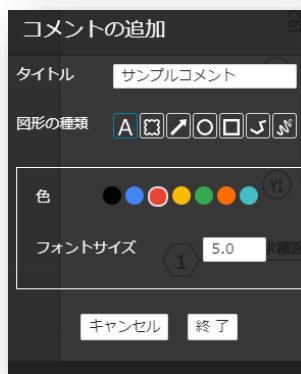 コメントの追加
タイトル サンプルコメント
図形の種類 A
色
Y1
フォントサイズ 5.0
1
キャンセル 終了